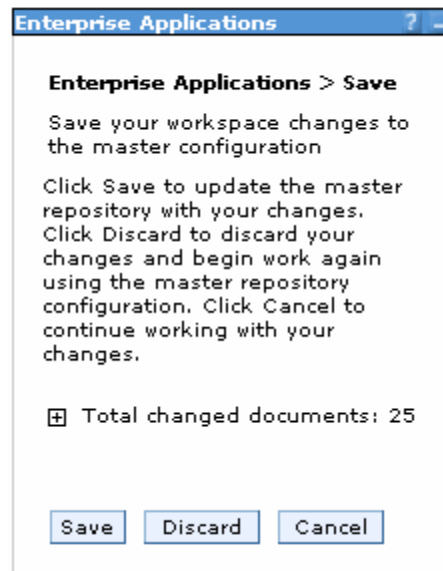 Enterprise Applications ? –
Enterprise Applications > Save
Save your workspace changes to
the master configuration
Click Save to update the master
repository with your changes.
Click Discard to discard your
changes and begin work again
using the master repository
configuration. Click Cancel to
continue working with your
changes.
Total changed documents: 25
Save Discard Cancel